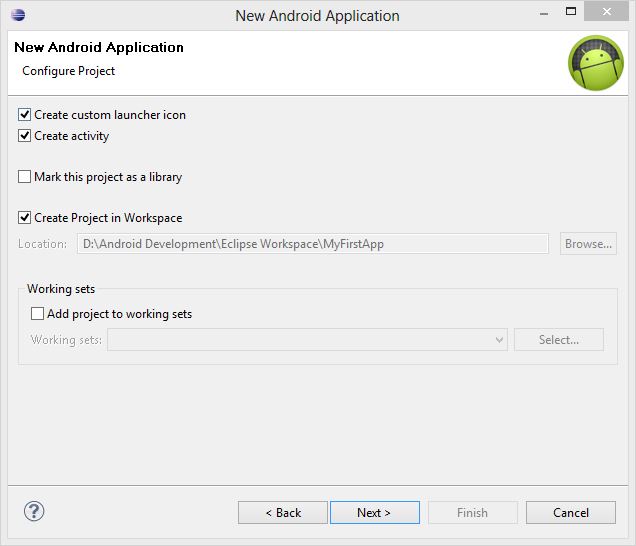 New Android Application
New Android Application
Configure Project
Create custom launcher icon
Create activity
Mark this project as a library
Create Project in Workspace
Location: D:\Android Development\Eclipse Workspace\MyFirstApp Browse...
Working sets
Add project to working sets
Working sets: Select...
? < Back Next > Finish Cancel